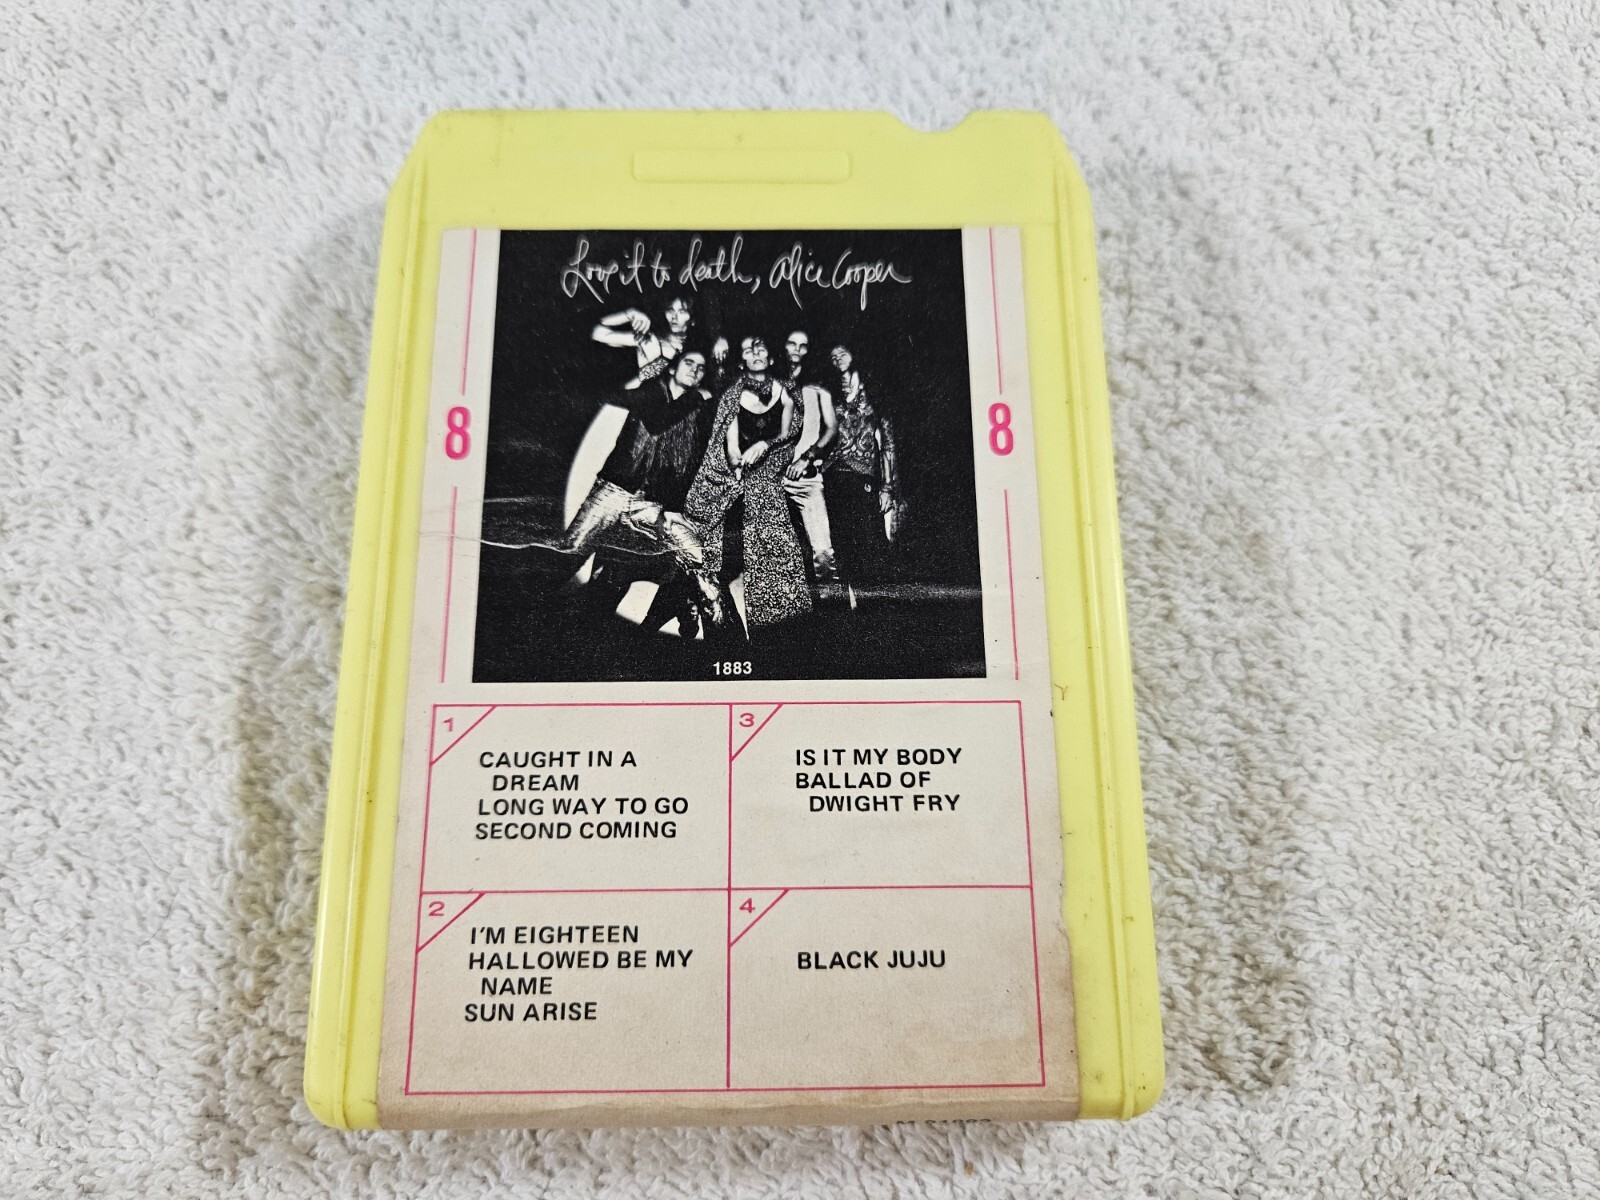 Love it to death, Alice Cooper
8
8
1883
1
CAUGHT IN A
DREAM
LONG WAY TO GO
SECOND COMING
2
I'M EIGHTEEN
HALLOWED BE MY
NAME
SUN ARISE
3
IS IT MY BODY
BALLAD OF
DWIGHT FRY
4
BLACK JUJU